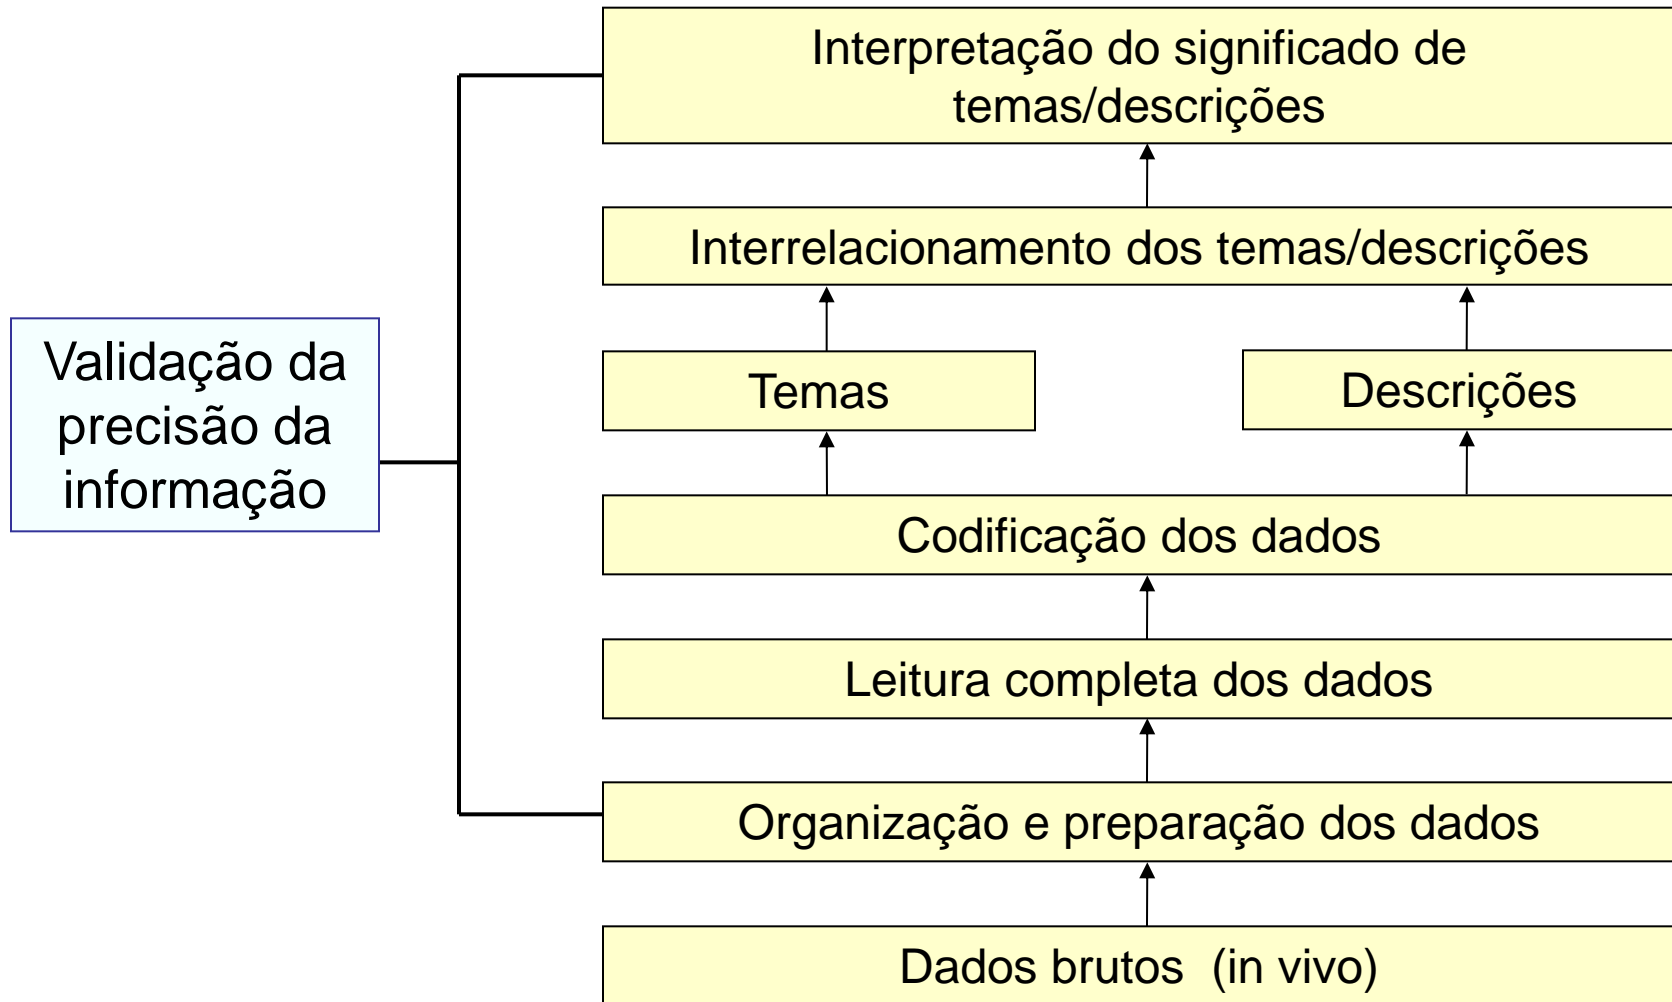 Interpretação do significado de
temas/descrições
Interrelacionamento dos temas/descrições
Validação da
precisão da
informação
Temas
Descrições
Codificação dos dados
Leitura completa dos dados
Organização e preparação dos dados
Dados brutos (in vivo)